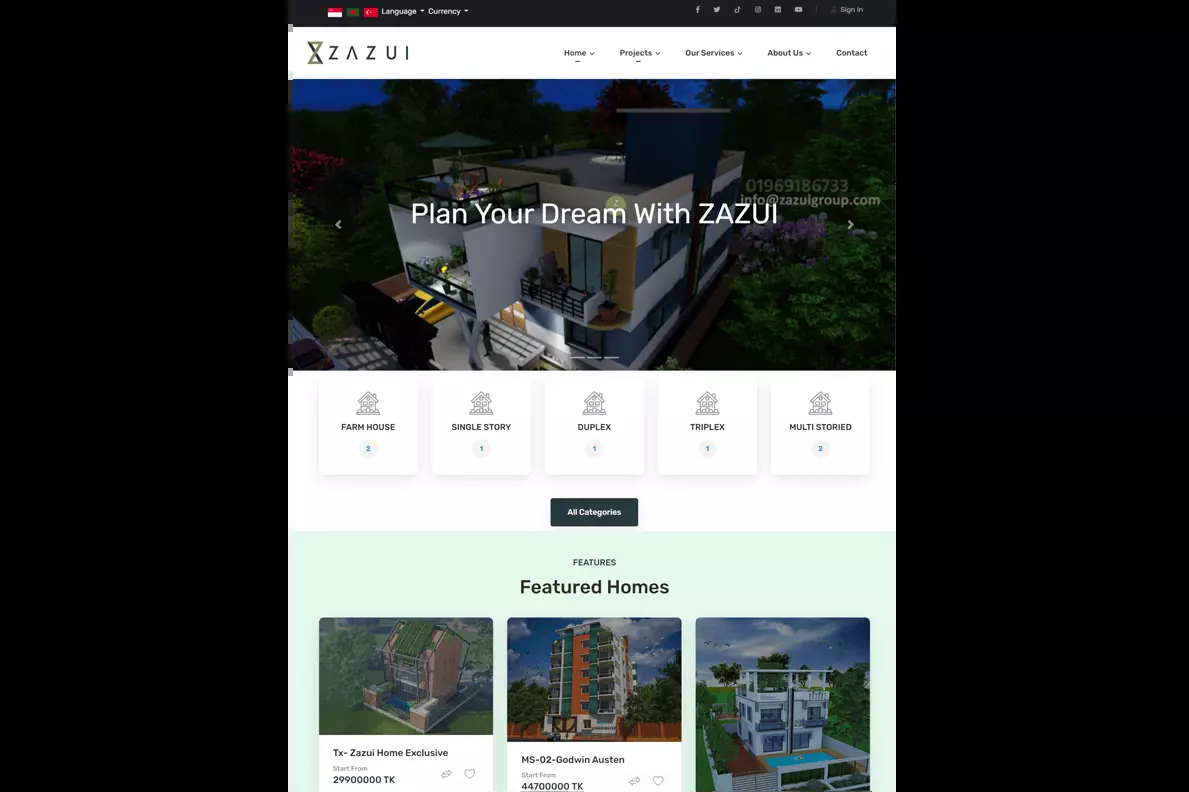 Language Currency
Sign In
ZAZUI
Home Projects Our Services About Us Contact
01969186733
info@zazuigroup.com
Plan Your Dream With ZAZUI
FARM HOUSE
2
SINGLE STORY
1
DUPLEX
1
TRIPLEX
1
MULTI STORIED
2
All Categories
FEATURES
Featured Homes
Tx- Zazui Home Exclusive
Start From
29900000 TK
MS-02-Godwin Austen
Start From
44700000 TK